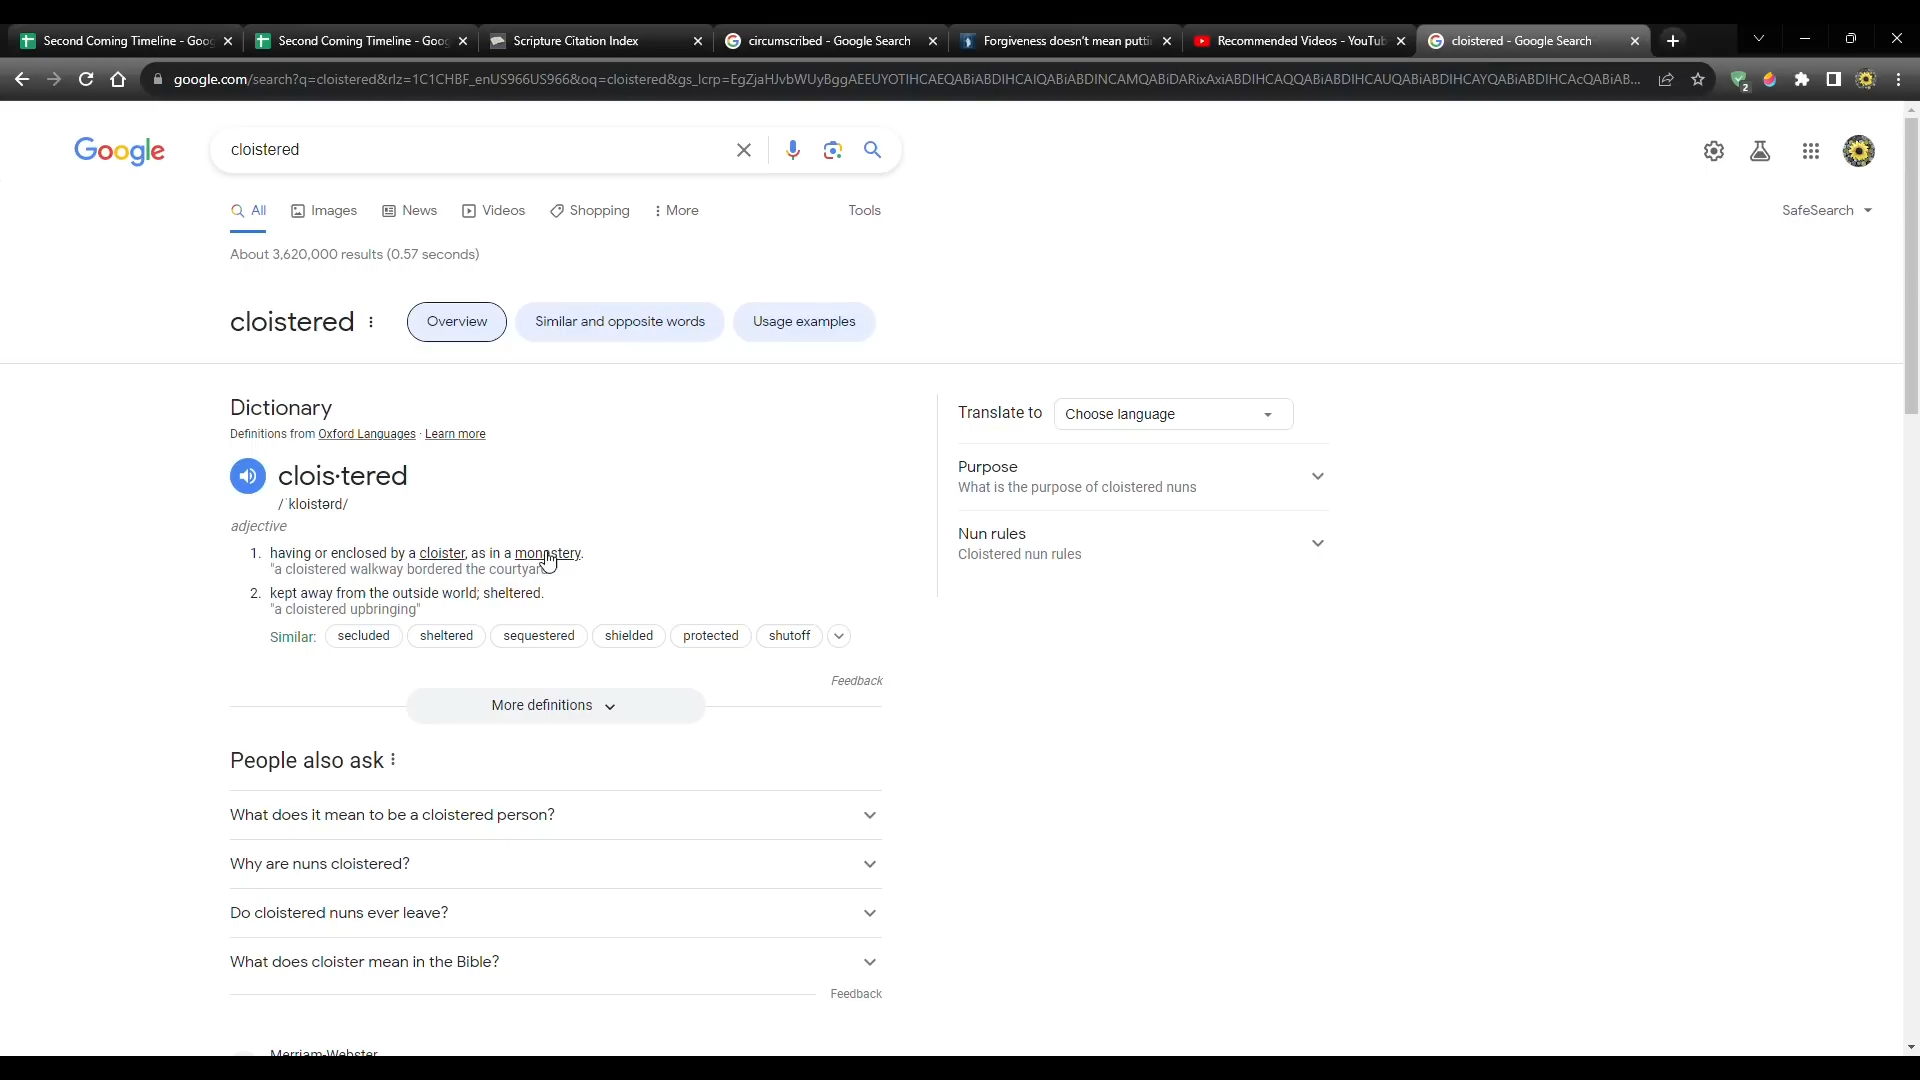 Second Coming Timeline - Goo
Second Coming Timeline - Goo
Scripture Citation Index
circumscribed - Google Search
Forgiveness doesn't mean putti
Recommended Videos - YouTub
cloistered - Google Search
google.com/search?q=cloistered&rlz=1C1CHBF_enUS966US966&oq=cloistered&gs_lcrp=EgZjaHJvbWUyBggAEEUYOTIHCAEQABiABDIHCAIQABiABDINCAMQABiDARixAxiABDIHCAQQABiABDIHCAUQABiABDIHCAYQABiABDIHCAcQABiAB...
2
Google
cloistered
All Images News Videos Shopping More Tools SafeSearch
About 3,620,000 results (0.57 seconds)
cloistered Overview Similar and opposite words Usage examples
Dictionary
Definitions from Oxford Languages · Learn more
clois·tered
/ˈkloistərd/
adjective
1. having or enclosed by a cloister, as in a monastery.
"a cloistered walkway bordered the courtyar
2. kept away from the outside world; sheltered.
"a cloistered upbringing"
Similar: secluded sheltered sequestered shielded protected shutoff
Feedback
More definitions
Translate to Choose language
Purpose
What is the purpose of cloistered nuns
Nun rules
Cloistered nun rules
People also ask
What does it mean to be a cloistered person?
Why are nuns cloistered?
Do cloistered nuns ever leave?
What does cloister mean in the Bible?
Feedback
Merriam-Webster